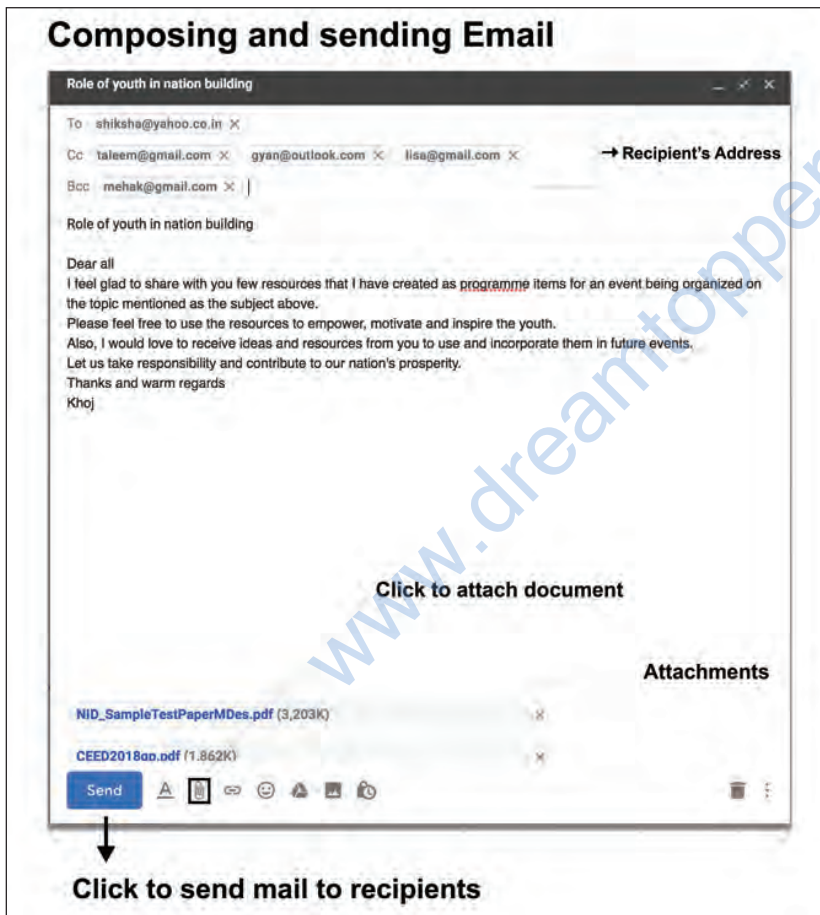 Composing and sending Email
Role of youth in nation building
To shiksha@yahoo.co.in
Cc taleem@gmail.com gyan@outlook.com lisa@gmail.com → Recipient's Address
Bcc mehak@gmail.com
Role of youth in nation building
Dear all
I feel glad to share with you few resources that I have created as programme items for an event being organized on
the topic mentioned as the subject above.
Please feel free to use the resources to empower, motivate and inspire the youth.
Also, I would love to receive ideas and resources from you to use and incorporate them in future events.
Let us take responsibility and contribute to our nation's prosperity.
Thanks and warm regards
Khoj
Click to attach document
Attachments
NID_SampleTestPaperMDes.pdf (3,203K)
CEED2018qp.pdf (1,862K)
Send
Click to send mail to recipients
www.dreamtopper